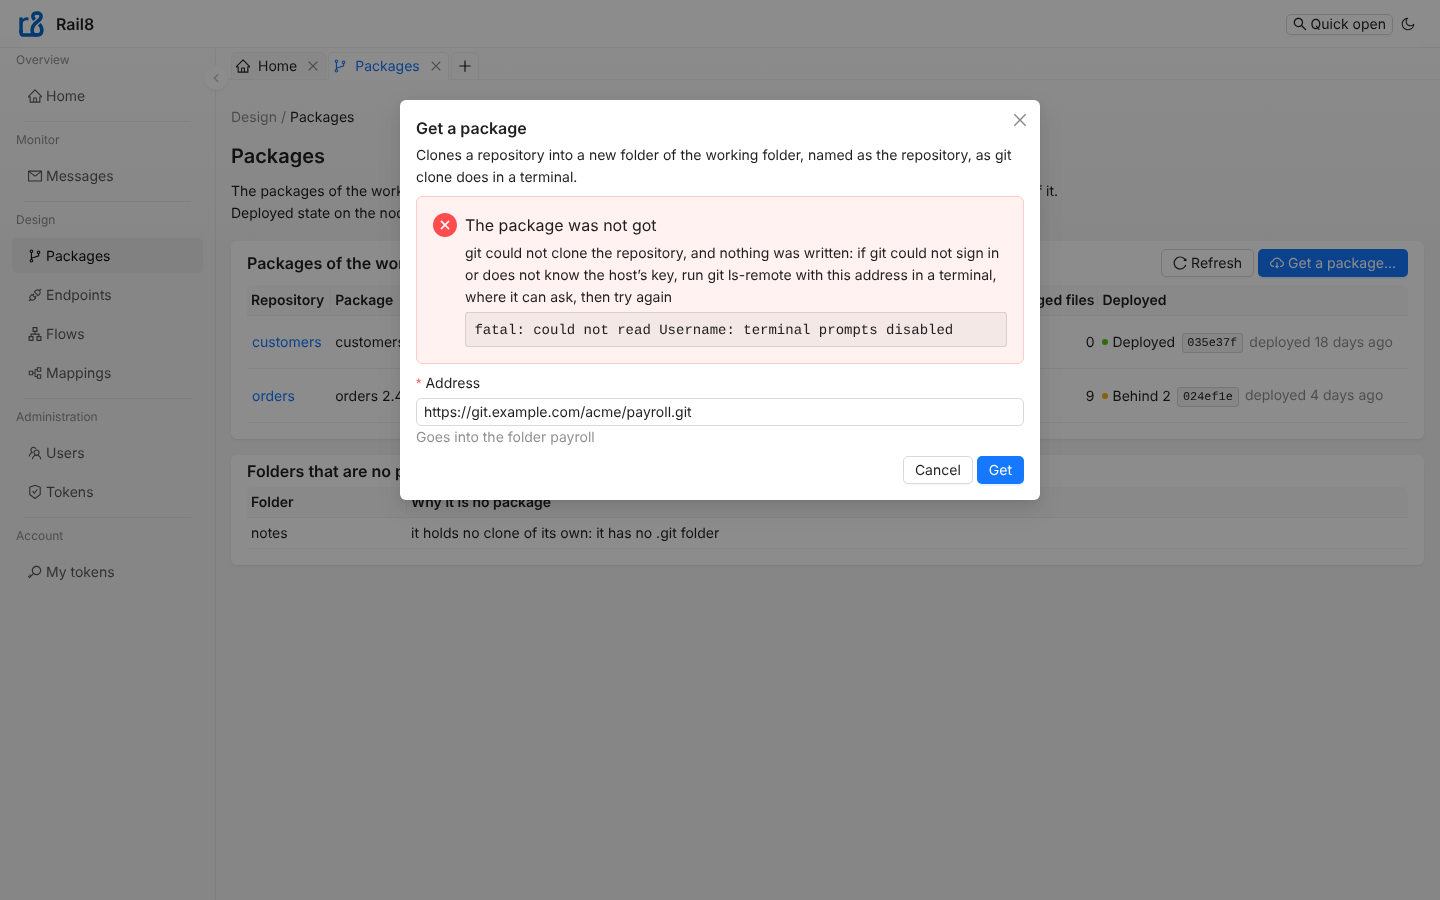 Rail8
Quick open
Overview
Home
Monitor
Messages
Design
Packages
Endpoints
Flows
Mappings
Administration
Users
Tokens
Account
My tokens
Home
Packages
Design / Packages
Packages
The packages of the work
f it.
Deployed state on the nod
Packages of the wor
Refresh
Get a package...
Repository Package
ged files Deployed
customers customers
0 Deployed 035e37f deployed 18 days ago
orders orders 2.4
9 Behind 2 024ef1e deployed 4 days ago
Folders that are no p
Folder Why it is no package
notes it holds no clone of its own: it has no .git folder
Get a package
Clones a repository into a new folder of the working folder, named as the repository, as git
clone does in a terminal.
The package was not got
git could not clone the repository, and nothing was written: if git could not sign in
or does not know the host’s key, run git ls-remote with this address in a terminal,
where it can ask, then try again
fatal: could not read Username: terminal prompts disabled
* Address
https://git.example.com/acme/payroll.git
Goes into the folder payroll
Cancel
Get